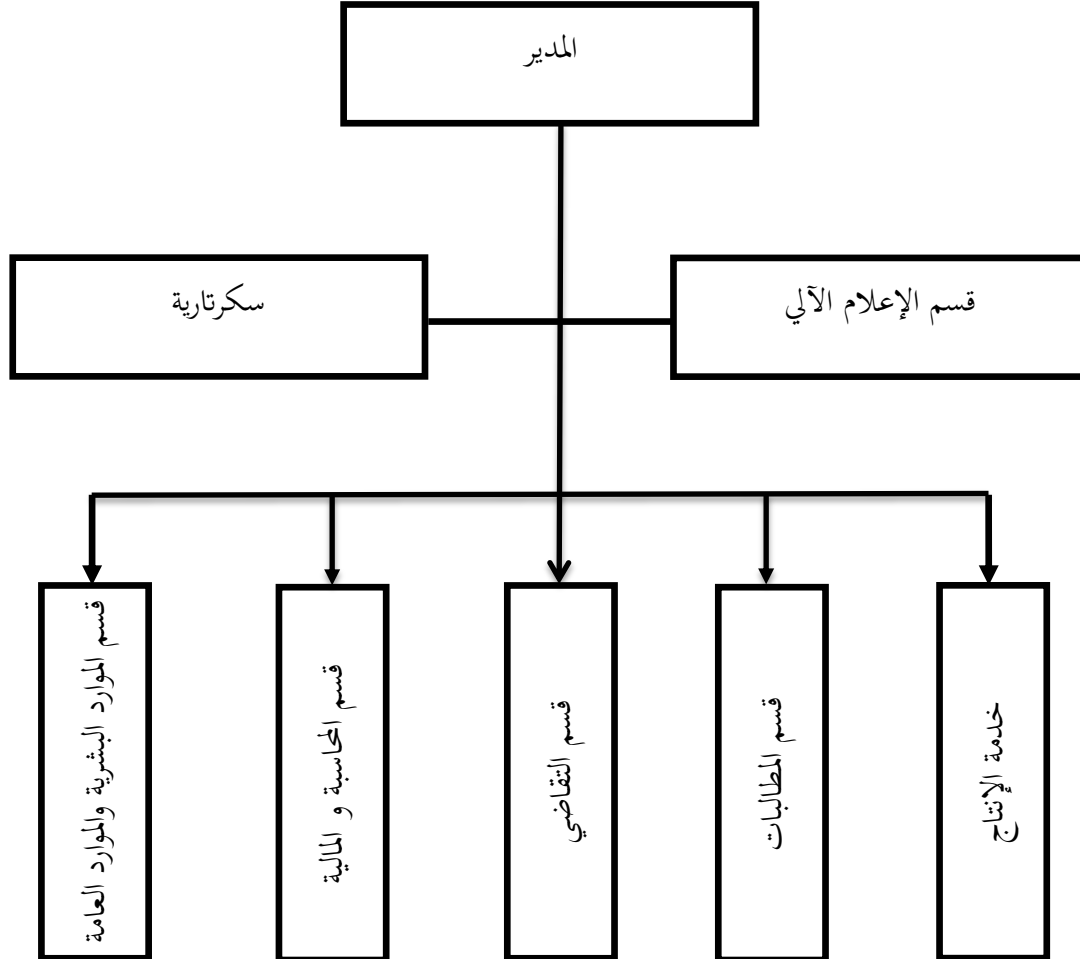 المدير
قسم الإعلام الآلي
سكرتارية
خدمة الإنتاج
قسم المطالبات
قسم التقاضي
قسم المحاسبة و المالية
قسم الموارد البشرية والموارد العامة